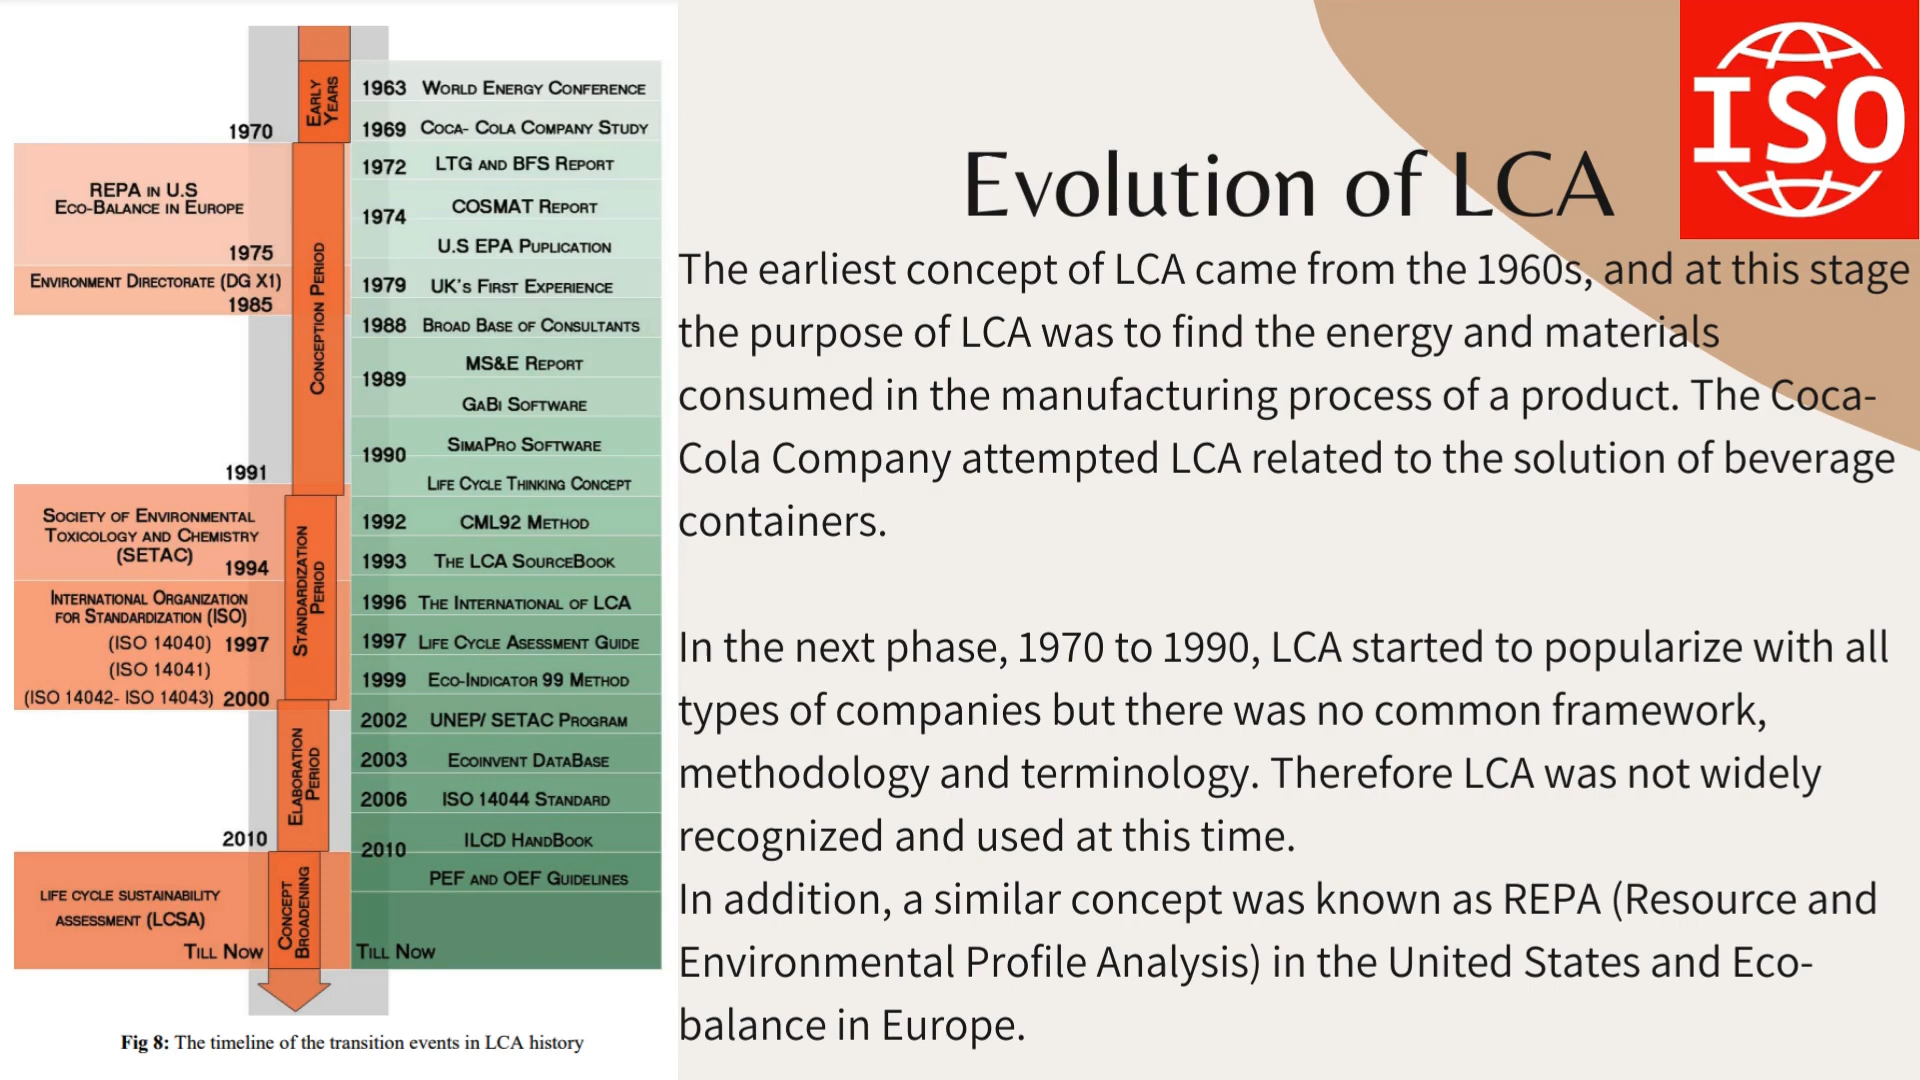 EARLY
YEARS
1970
REPA IN U.S
ECO-BALANCE IN EUROPE
1975
ENVIRONMENT DIRECTORATE (DG X1)
1985
CONCEPTION PERIOD
1991
SOCIETY OF ENVIRONMENTAL
TOXICOLOGY AND CHEMISTRY
(SETAC)
1994
INTERNATIONAL ORGANIZATION
FOR STANDARDIZATION (ISO)
(ISO 14040) 1997
(ISO 14041)
(ISO 14042- ISO 14043) 2000
STANDARDIZATION
PERIOD
ELABORATION
PERIOD
2010
LIFE CYCLE SUSTAINABILITY
ASSESSMENT (LCSA)
TILL NOW
CONCEPT
BROADENING
1963 WORLD ENERGY CONFERENCE
1969 COCA- COLA COMPANY STUDY
1972 LTG AND BFS REPORT
1974 COSMAT REPORT
U.S EPA PUPLICATION
1979 UK'S FIRST EXPERIENCE
1988 BROAD BASE OF CONSULTANTS
1989 MS&E REPORT
GABI SOFTWARE
1990 SIMAPRO SOFTWARE
LIFE CYCLE THINKING CONCEPT
1992 CML92 METHOD
1993 THE LCA SOURCEBOOK
1996 THE INTERNATIONAL OF LCA
1997 LIFE CYCLE ASESSMENT GUIDE
1999 ECO-INDICATOR 99 METHOD
2002 UNEP/ SETAC PROGRAM
2003 ECOINVENT DATABASE
2006 ISO 14044 STANDARD
2010 ILCD HANDBOOK
PEF AND OEF GUIDELINES
TILL NOW
Fig 8: The timeline of the transition events in LCA history
ISO
Evolution of LCA
The earliest concept of LCA came from the 1960s, and at this stage
the purpose of LCA was to find the energy and materials
consumed in the manufacturing process of a product. The Coca-
Cola Company attempted LCA related to the solution of beverage
containers.
In the next phase, 1970 to 1990, LCA started to popularize with all
types of companies but there was no common framework,
methodology and terminology. Therefore LCA was not widely
recognized and used at this time.
In addition, a similar concept was known as REPA (Resource and
Environmental Profile Analysis) in the United States and Eco-
balance in Europe.